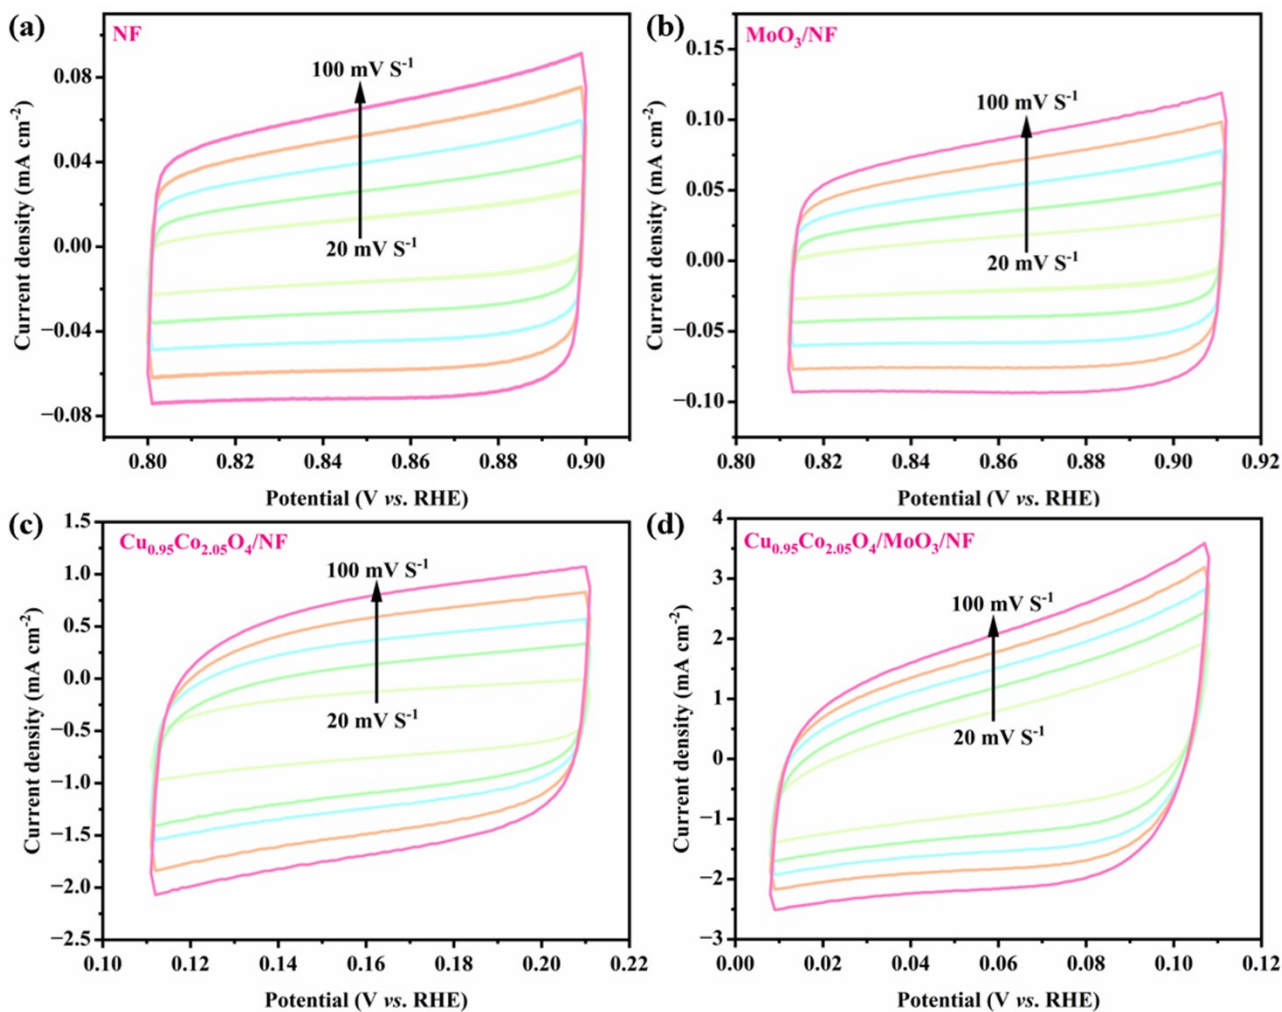 (a)
NF
100 mV S⁻¹
20 mV S⁻¹
0.08
0.04
0.00
−0.04
−0.08
Current density (mA cm⁻²)
0.80 0.82 0.84 0.86 0.88 0.90
Potential (V vs. RHE)
(b)
MoO₃/NF
100 mV S⁻¹
20 mV S⁻¹
0.15
0.10
0.05
0.00
−0.05
−0.10
Current density (mA cm⁻²)
0.80 0.82 0.84 0.86 0.88 0.90 0.92
Potential (V vs. RHE)
(c)
Cu₀.₉₅Co₂.₀₅O₄/NF
100 mV S⁻¹
20 mV S⁻¹
1.5
1.0
0.5
0.0
−0.5
−1.0
−1.5
−2.0
−2.5
Current density (mA cm⁻²)
0.10 0.12 0.14 0.16 0.18 0.20 0.22
Potential (V vs. RHE)
(d)
Cu₀.₉₅Co₂.₀₅O₄/MoO₃/NF
100 mV S⁻¹
20 mV S⁻¹
4
3
2
1
0
−1
−2
−3
Current density (mA cm⁻²)
0.00 0.02 0.04 0.06 0.08 0.10 0.12
Potential (V vs. RHE)